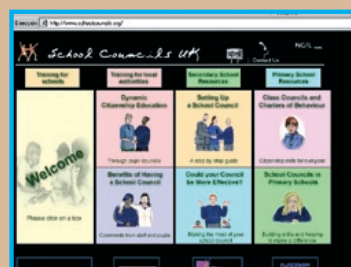 http://www.schoolcouncils.org/
School Councils UK
NGfL
Contact Us
Training for schools
Training for local authorities
Secondary School Resources
Primary School Resources
Welcome
Please click on a box
Dynamic Citizenship Education
Through pupil councils
Setting Up a School Council
A step by step guide
Class Councils and Charters of Behaviour
Citizenship skills for everyone
Benefits of Having a School Council
Comments from staff and pupils
Could your Council be More Effective?
Making the most of your school council
School Councils in Primary Schools
Building skills and helping to make a difference